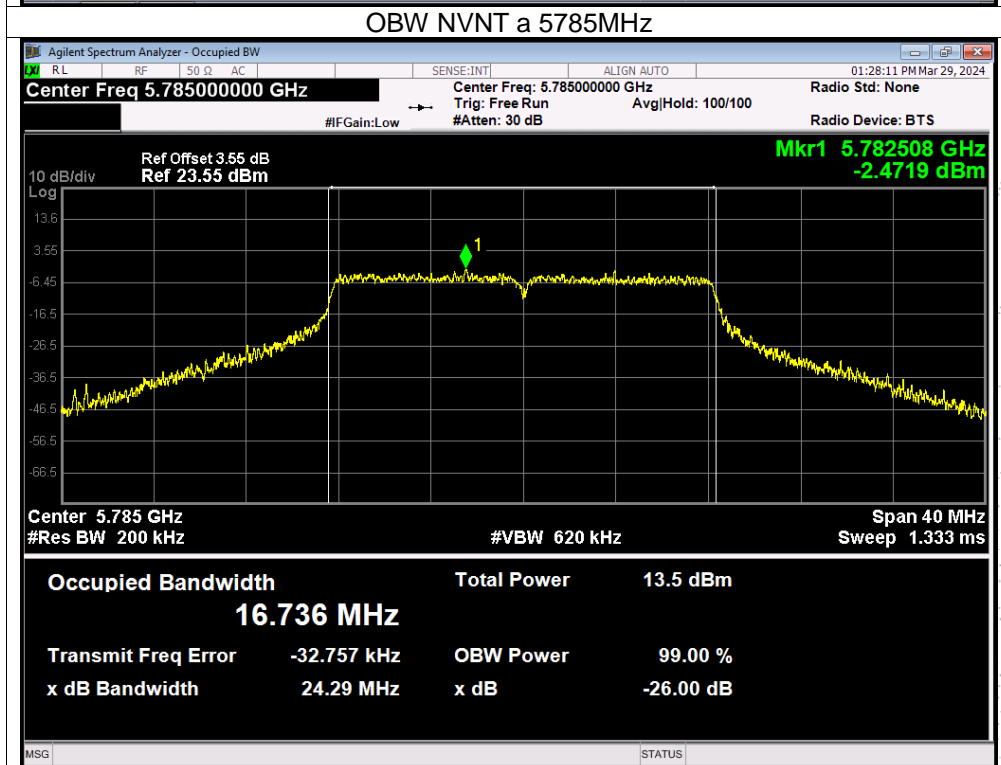 OBW NVNT a 5785MHz
Agilent Spectrum Analyzer - Occupied BW
LXI RL RF 50 Ω AC SENSE:INT ALIGN AUTO 01:28:11 PM Mar 29, 2024
Center Freq 5.785000000 GHz Center Freq: 5.785000000 GHz Radio Std: None
Trig: Free Run Avg|Hold: 100/100
#IFGain:Low #Atten: 30 dB Radio Device: BTS
Mkr1 5.782508 GHz
-2.4719 dBm
Ref Offset 3.55 dB
10 dB/div Ref 23.55 dBm
Log
13.6
3.55
1
-6.45
-16.5
-26.5
-36.5
-46.5
-56.5
-66.5
Center 5.785 GHz Span 40 MHz
#Res BW 200 kHz #VBW 620 kHz Sweep 1.333 ms
Occupied Bandwidth Total Power 13.5 dBm
16.736 MHz
Transmit Freq Error -32.757 kHz OBW Power 99.00 %
x dB Bandwidth 24.29 MHz x dB -26.00 dB
MSG STATUS